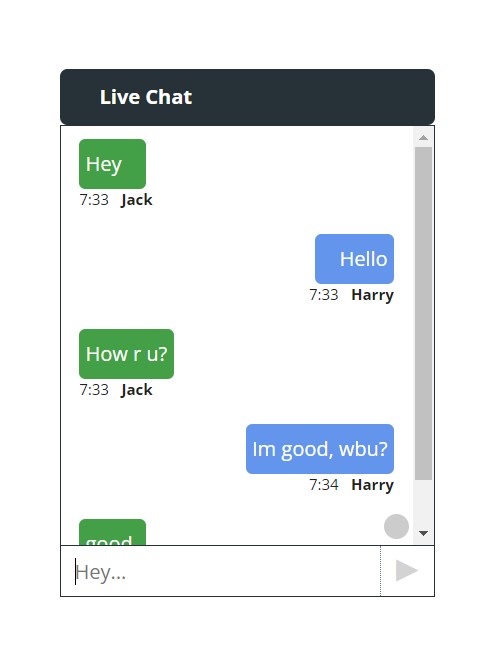 Live Chat
Hey
7:33 Jack
Hello
7:33 Harry
How r u?
7:33 Jack
Im good, wbu?
7:34 Harry
good
Hey...